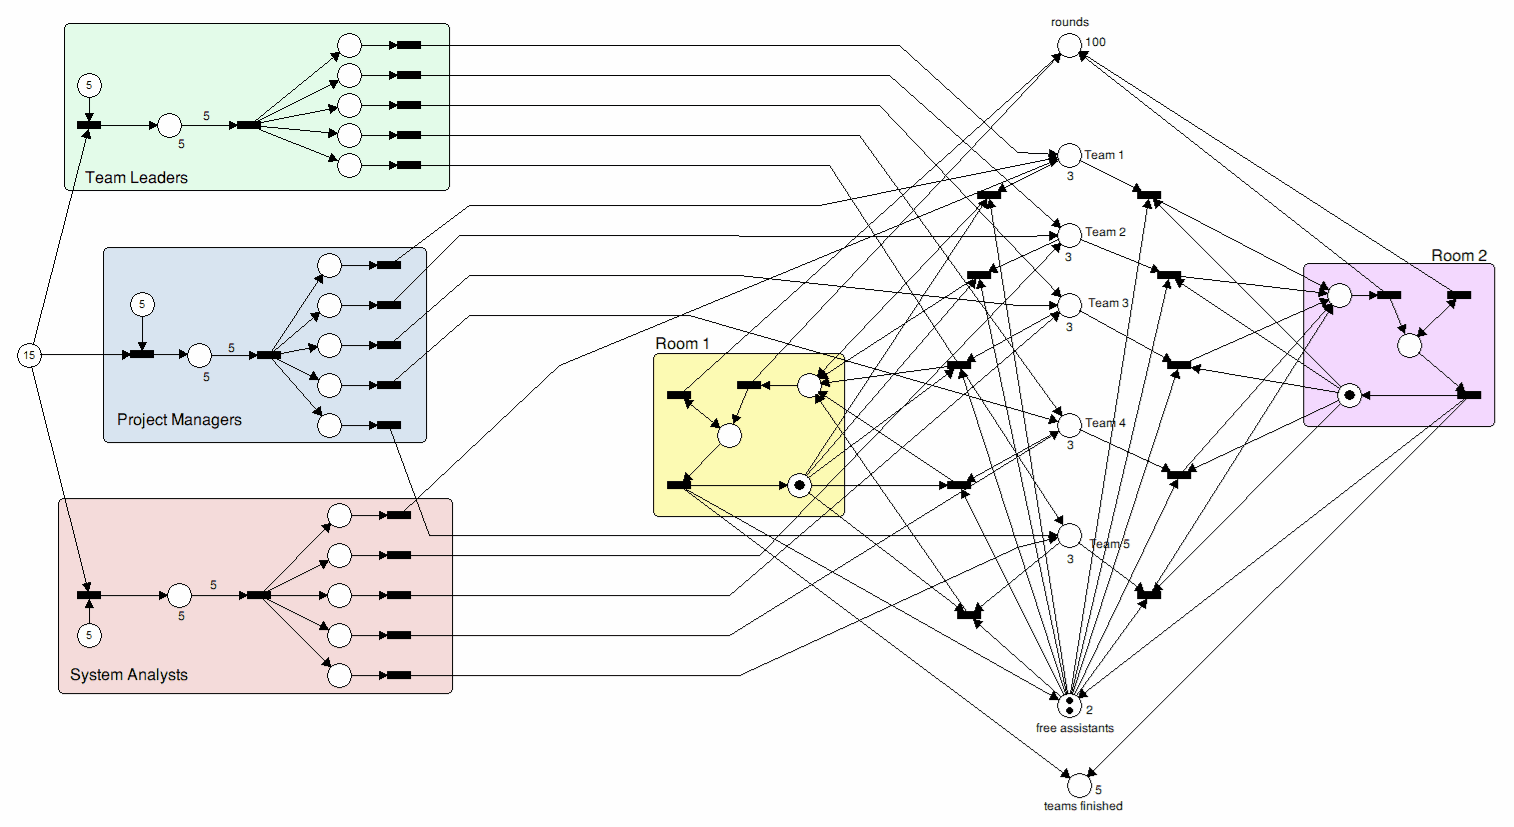 rounds
100
5
5
5
Team Leaders
Team 1
3
Team 2
3
Team 3
3
Team 4
3
Team 5
3
15
5
5
5
Project Managers
Room 1
Room 2
5
5
5
System Analysts
2
free assistants
5
teams finished